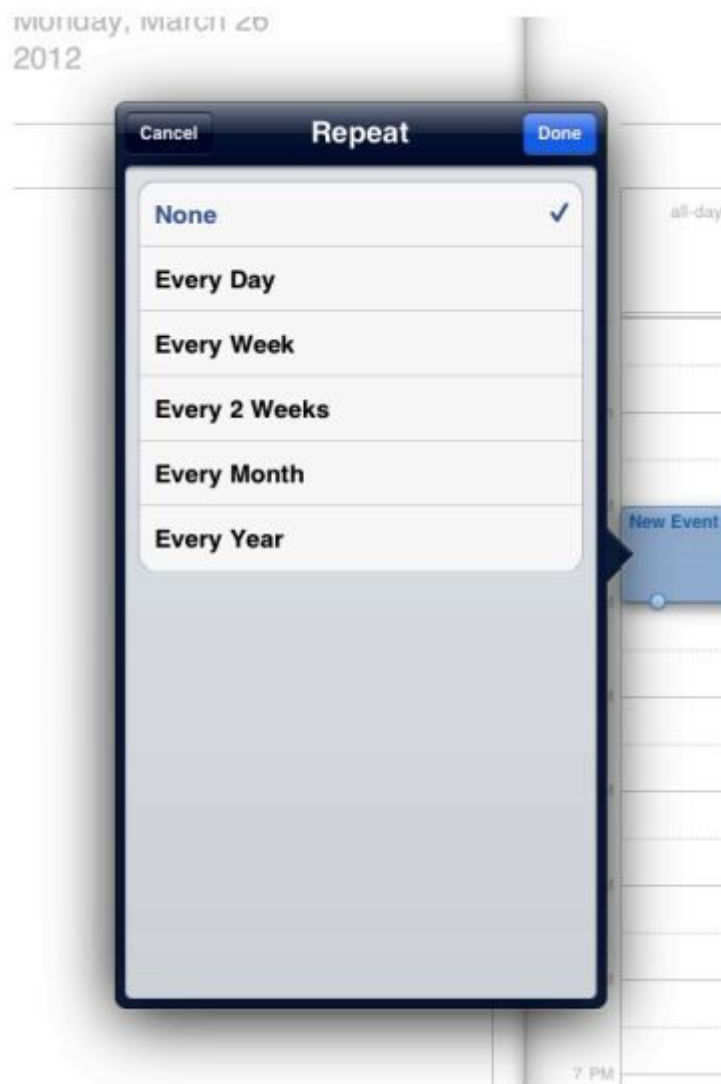 Monday, March 26
2012
Cancel
Repeat
Done
None
Every Day
Every Week
Every 2 Weeks
Every Month
Every Year
all-day
New Event
7 PM